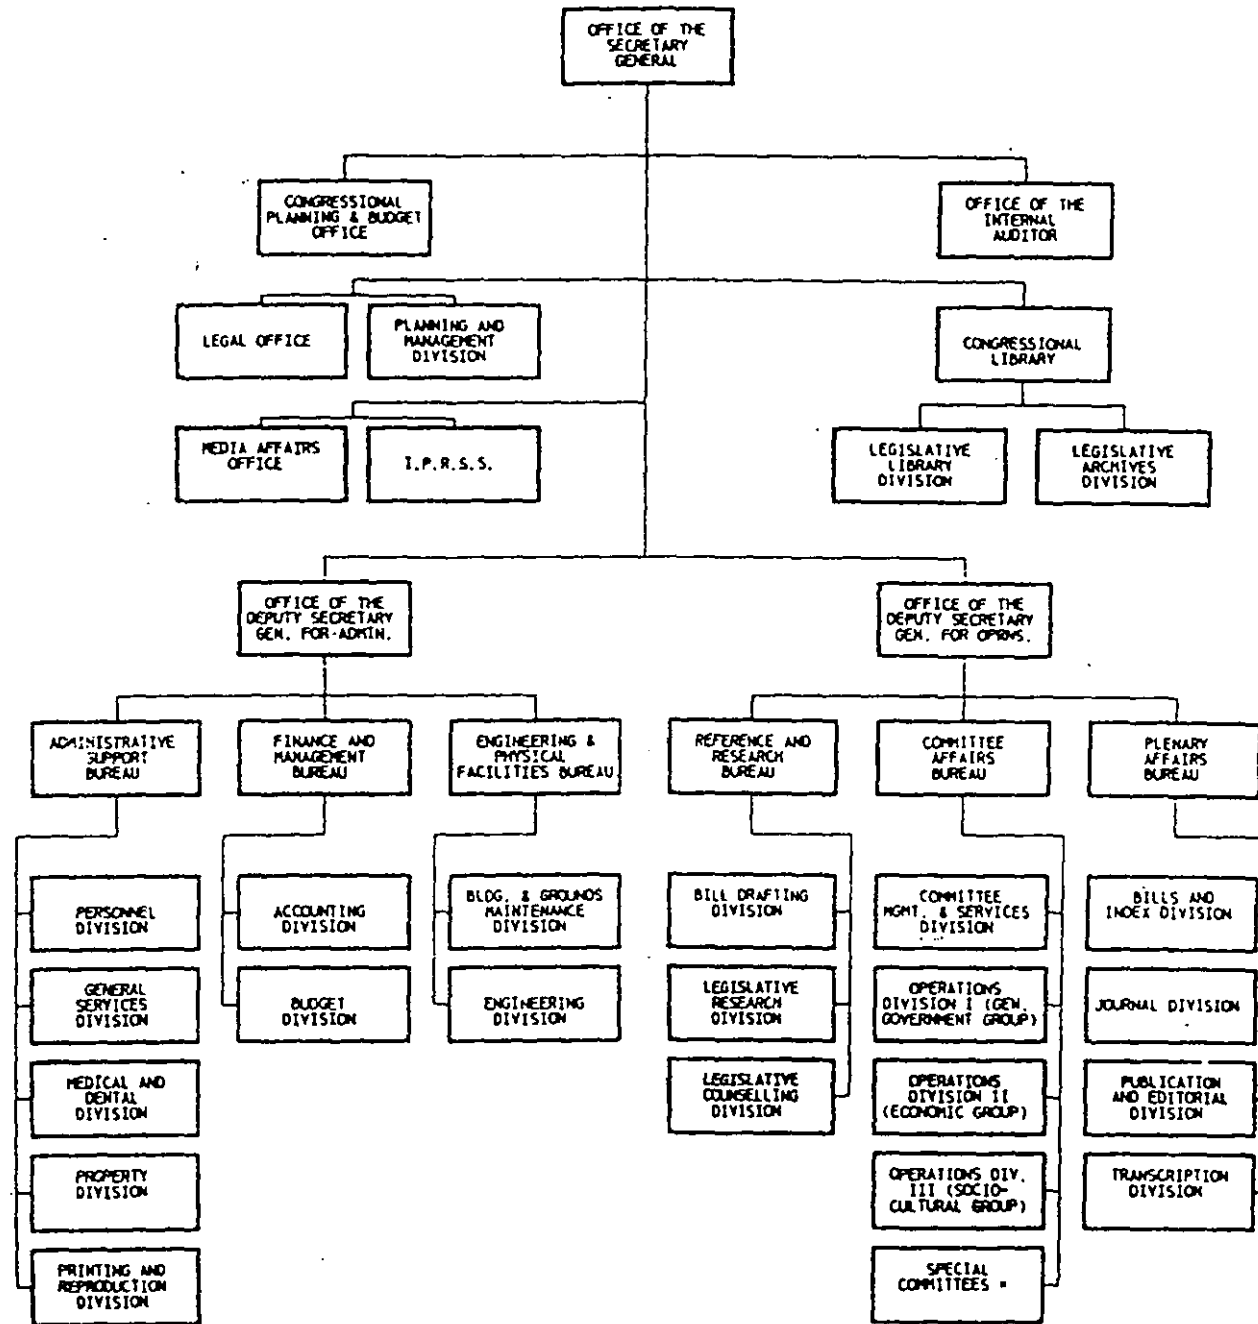 OFFICE OF THE
SECRETARY
GENERAL
CONGRESSIONAL
PLANNING & BUDGET
OFFICE
OFFICE OF THE
INTERNAL
AUDITOR
LEGAL OFFICE
PLANNING AND
MANAGEMENT
DIVISION
CONGRESSIONAL
LIBRARY
MEDIA AFFAIRS
OFFICE
I.P.R.S.S.
LEGISLATIVE
LIBRARY
DIVISION
LEGISLATIVE
ARCHIVES
DIVISION
OFFICE OF THE
DEPUTY SECRETARY
GEN. FOR-ADMIN.
OFFICE OF THE
DEPUTY SECRETARY
GEN. FOR OPRNS.
ADMINISTRATIVE
SUPPORT
BUREAU
FINANCE AND
MANAGEMENT
BUREAU
ENGINEERING &
PHYSICAL
FACILITIES BUREAU
REFERENCE AND
RESEARCH
BUREAU
COMMITTEE
AFFAIRS
BUREAU
PLENARY
AFFAIRS
BUREAU
PERSONNEL
DIVISION
ACCOUNTING
DIVISION
BLDG. & GROUNDS
MAINTENANCE
DIVISION
BILL DRAFTING
DIVISION
COMMITTEE
MGMT. & SERVICES
DIVISION
BILLS AND
INDEX DIVISION
GENERAL
SERVICES
DIVISION
BUDGET
DIVISION
ENGINEERING
DIVISION
LEGISLATIVE
RESEARCH
DIVISION
OPERATIONS
DIVISION I (GEN.
GOVERNMENT GROUP)
JOURNAL DIVISION
MEDICAL AND
DENTAL
DIVISION
LEGISLATIVE
COUNSELLING
DIVISION
OPERATIONS
DIVISION II
(ECONOMIC GROUP)
PUBLICATION
AND EDITORIAL
DIVISION
PROPERTY
DIVISION
OPERATIONS DIV.
III (SOCIO-
CULTURAL GROUP)
TRANSCRIPTION
DIVISION
PRINTING AND
REPRODUCTION
DIVISION
SPECIAL
COMMITTEES *